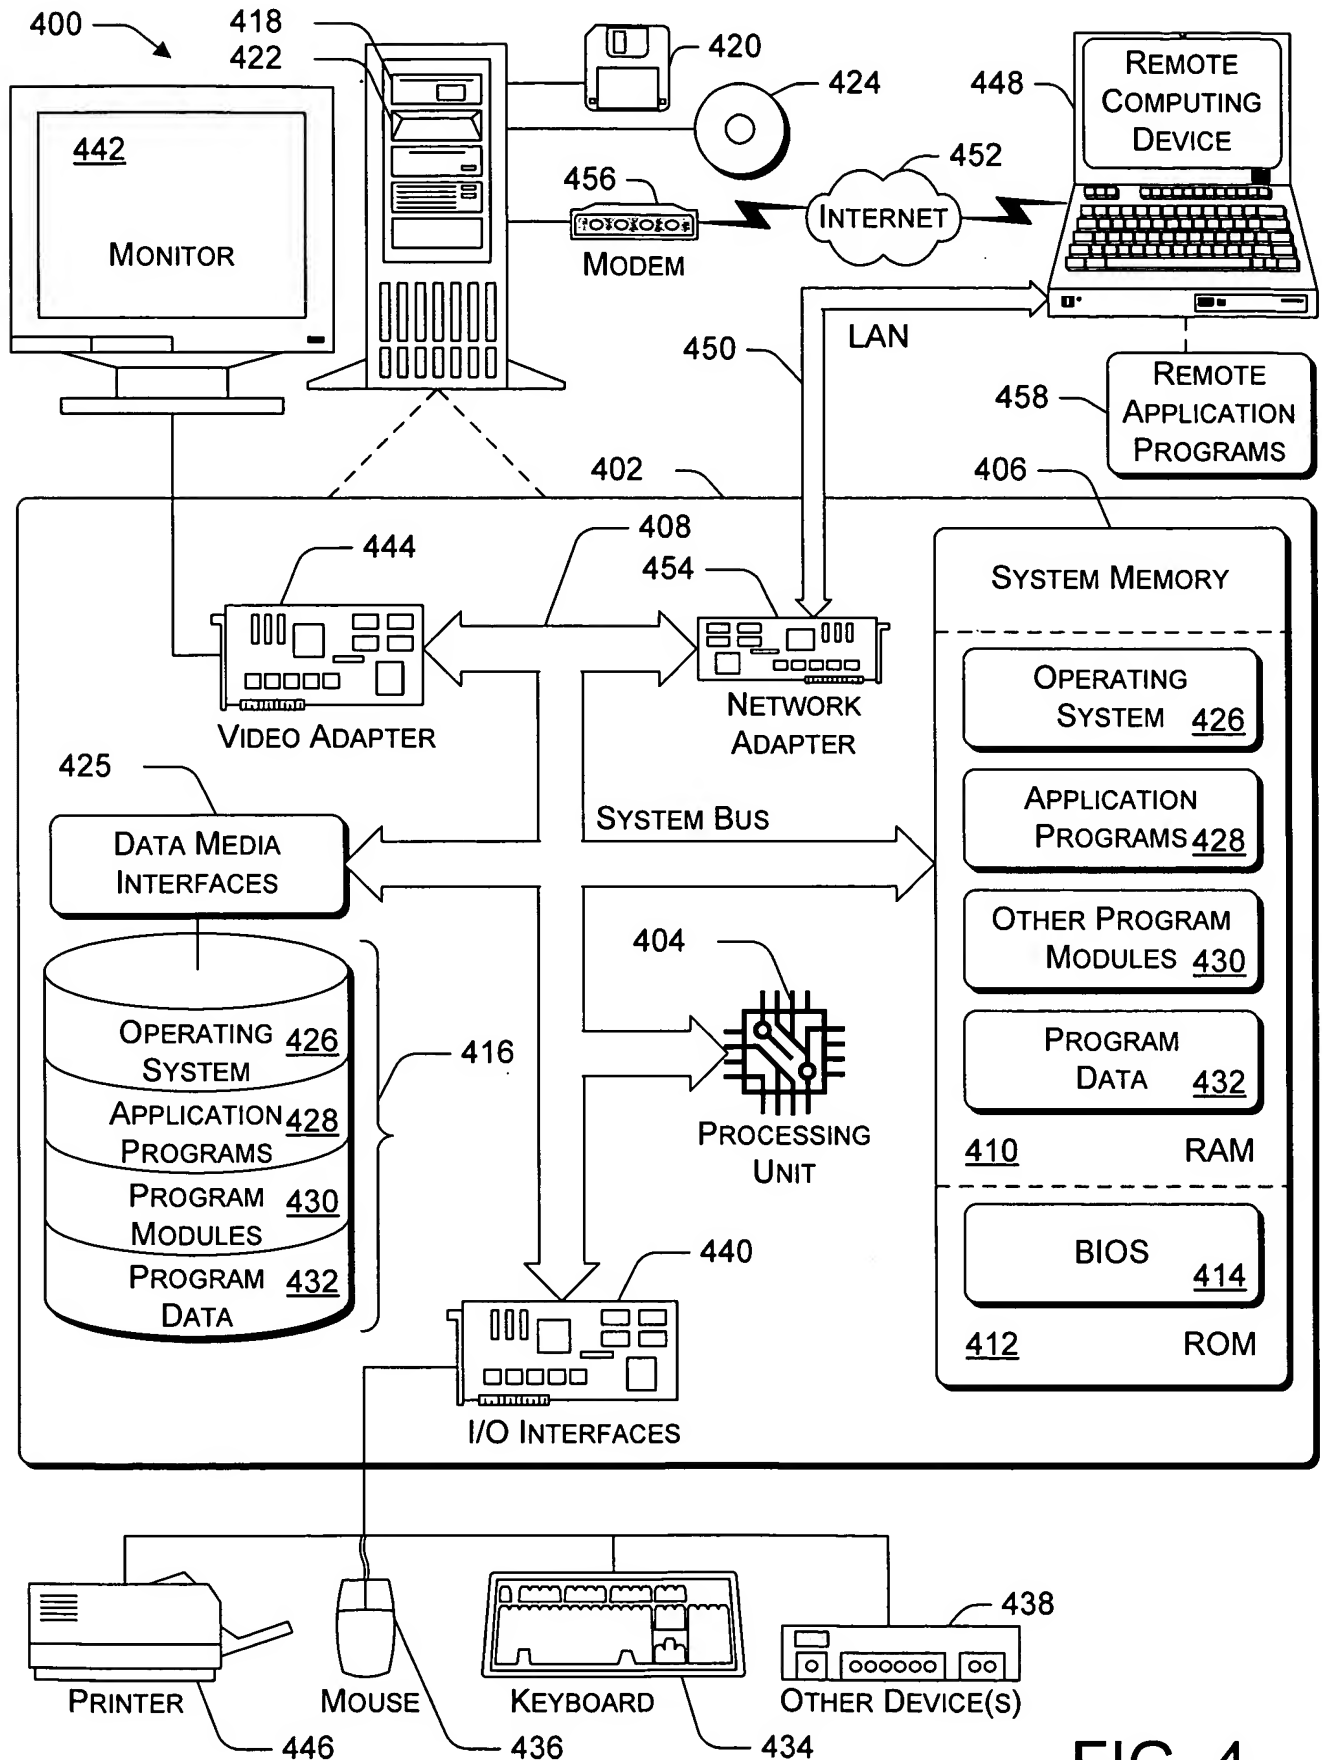 400
418
422
420
424
448
REMOTE
COMPUTING
DEVICE
442
MONITOR
456
MODEM
452
INTERNET
450
LAN
458
REMOTE
APPLICATION
PROGRAMS
402
406
444
VIDEO ADAPTER
408
454
NETWORK
ADAPTER
SYSTEM MEMORY
OPERATING
SYSTEM 426
APPLICATION
PROGRAMS 428
OTHER PROGRAM
MODULES 430
PROGRAM
DATA 432
410 RAM
BIOS
414
412 ROM
425
DATA MEDIA
INTERFACES
SYSTEM BUS
OPERATING 426
SYSTEM
APPLICATION 428
PROGRAMS
PROGRAM 430
MODULES
PROGRAM 432
DATA
416
404
PROCESSING
UNIT
440
I/O INTERFACES
PRINTER
446
MOUSE
436
KEYBOARD
434
438
OTHER DEVICE(S)
FIG. 4